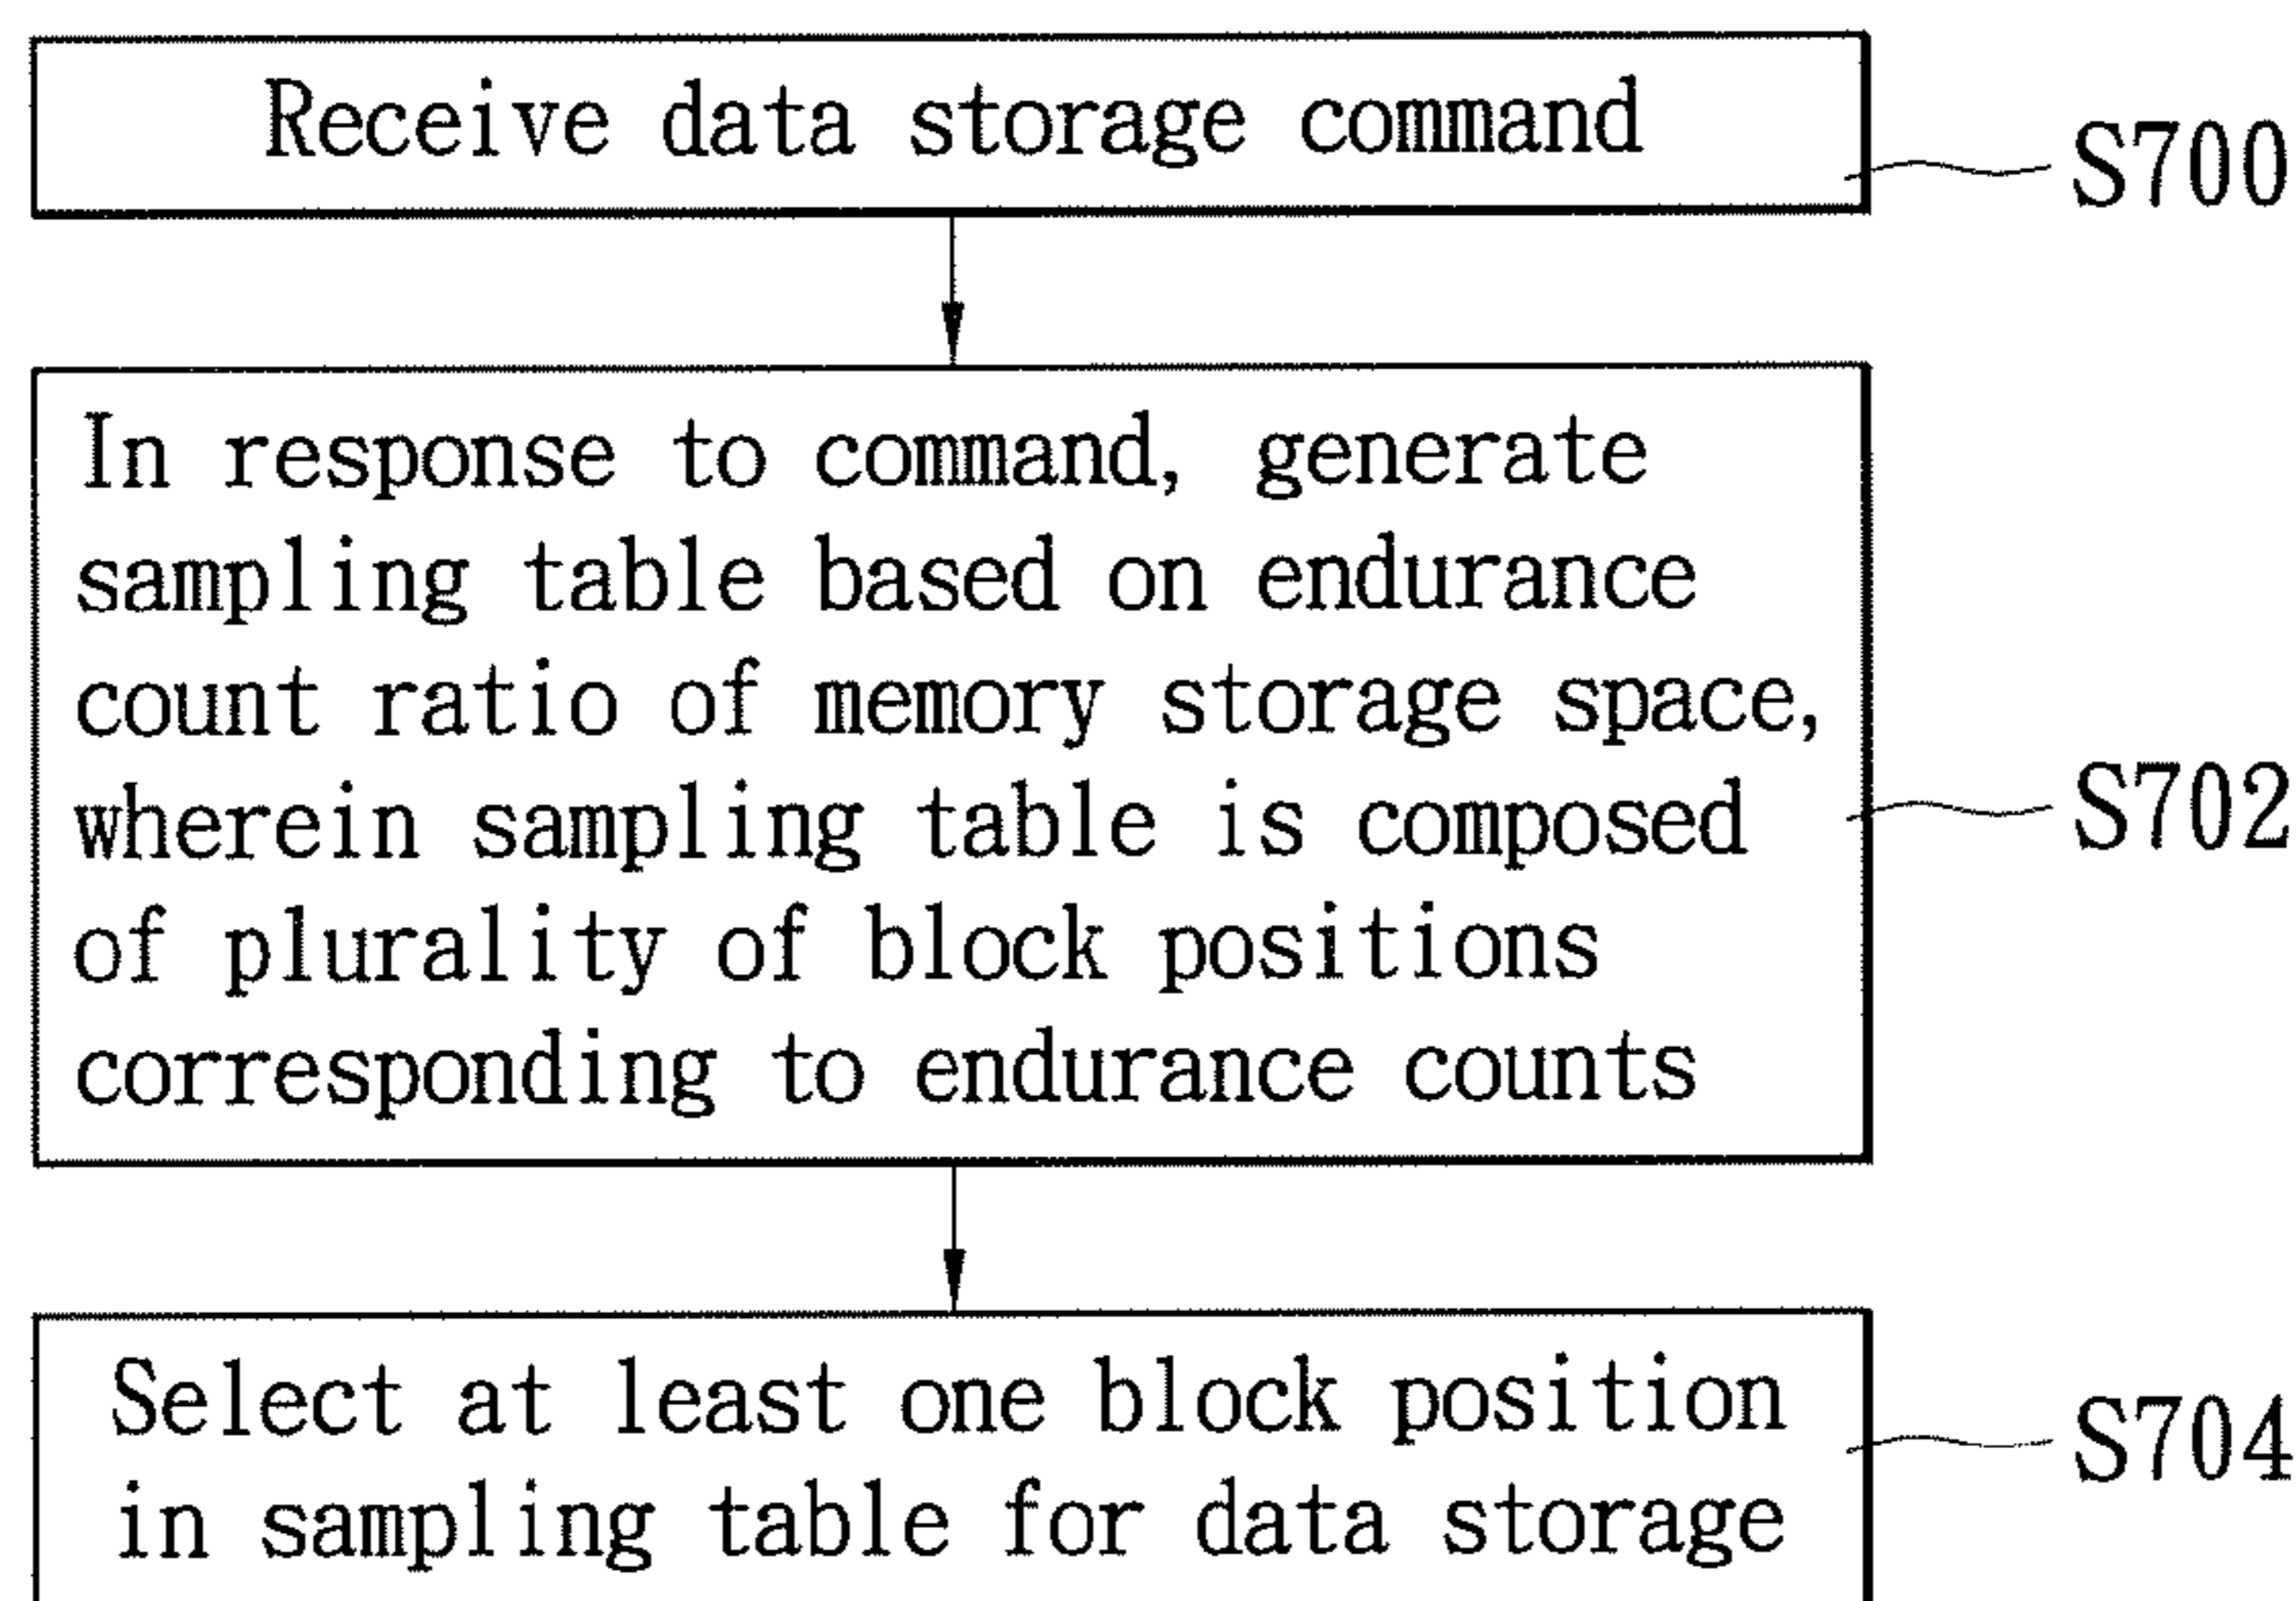 Receive data storage command
S700
In response to command, generate
sampling table based on endurance
count ratio of memory storage space,
wherein sampling table is composed
S702
of plurality of block positions
corresponding to endurance counts
Select at least one block position
S704
in sampling table for data storage